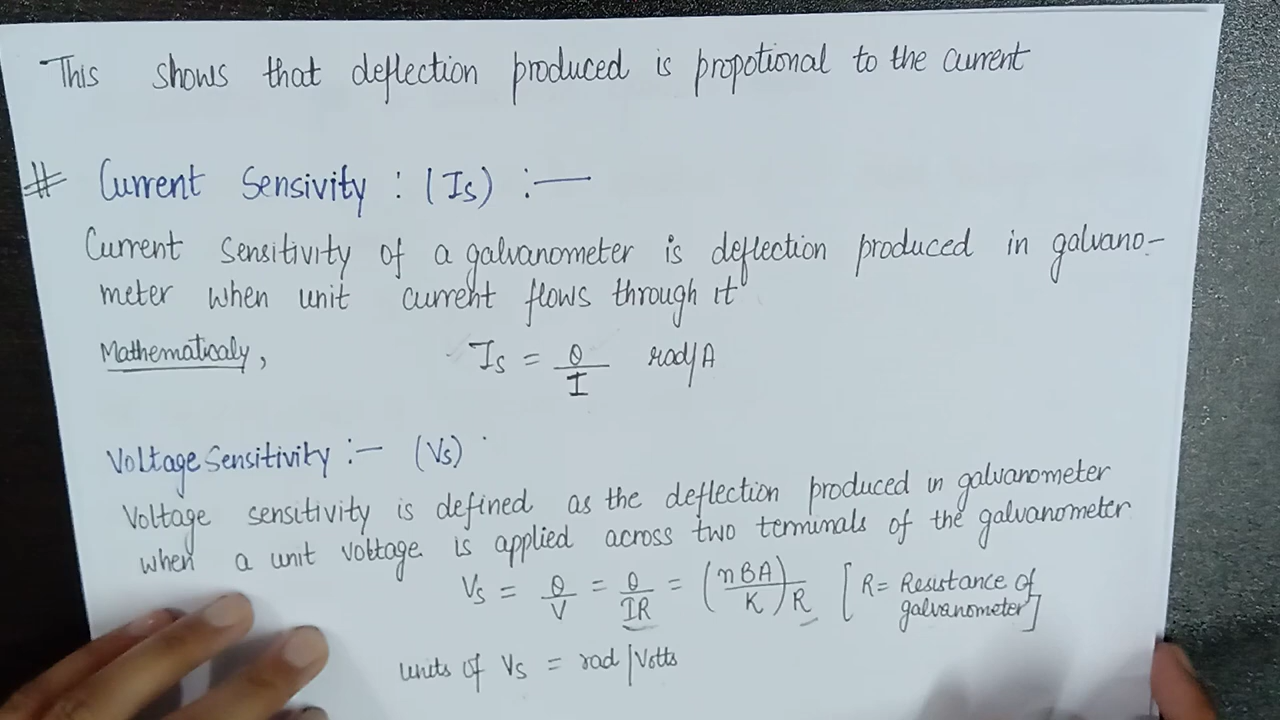 This shows that deflection produced is propotional to the current
# Current Sensivity : (Is) :—
Current Sensitivity of a galvanometer is deflection produced in galvano-
meter when unit current flows through it
Mathematicaly, Is = θ/I rad/A
Voltage Sensitivity :— (Vs)
Voltage sensitivity is defined as the deflection produced in galvanometer
when a unit voltage is applied across two terminals of the galvanometer
Vs = θ/V = θ/IR = (nBA/K) /R [R= Resistance of
galvanometer]
units of Vs = rad/Volts